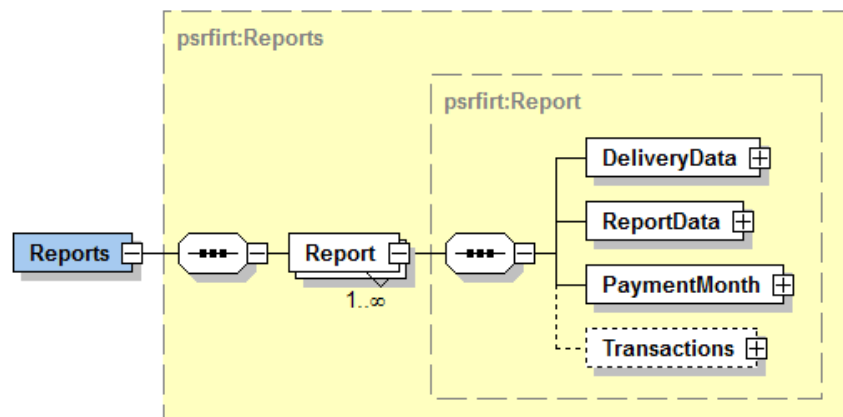 psrfirt:Reports
psrfirt:Report
DeliveryData
ReportData
Reports
Report
PaymentMonth
1..∞
Transactions